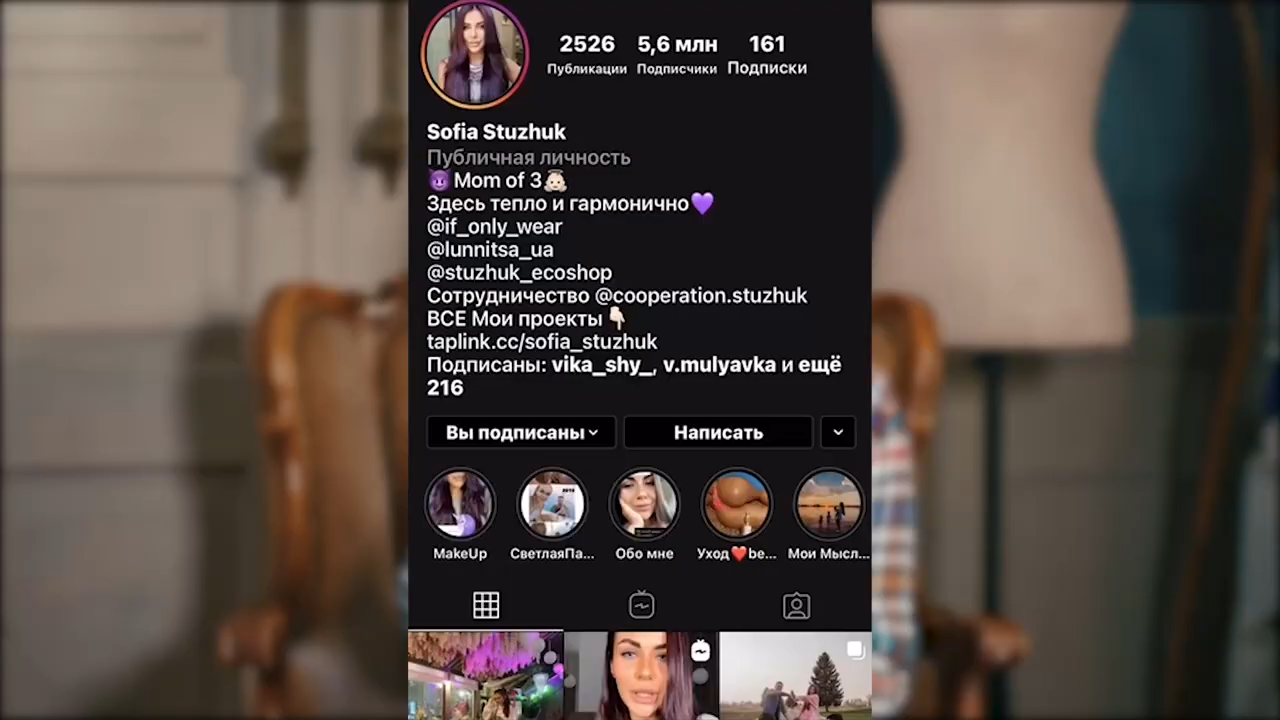 2526 5,6 млн 161
Публикации Подписчики Подписки
Sofia Stuzhuk
Публичная личность
😈Mom of 3👼🏻
Здесь тепло и гармонично💜
@if_only_wear
@lunnitsa_ua
@stuzhuk_ecoshop
Сотрудничество @cooperation.stuzhuk
ВСЕ Мои проекты👇🏻
taplink.cc/sofia_stuzhuk
Подписаны: vika_shy_, v.mulyavka и ещё
216
Вы подписаны Написать
MakeUp СветлаяПа... Обо мне Уход❤️be... Мои Мысл...